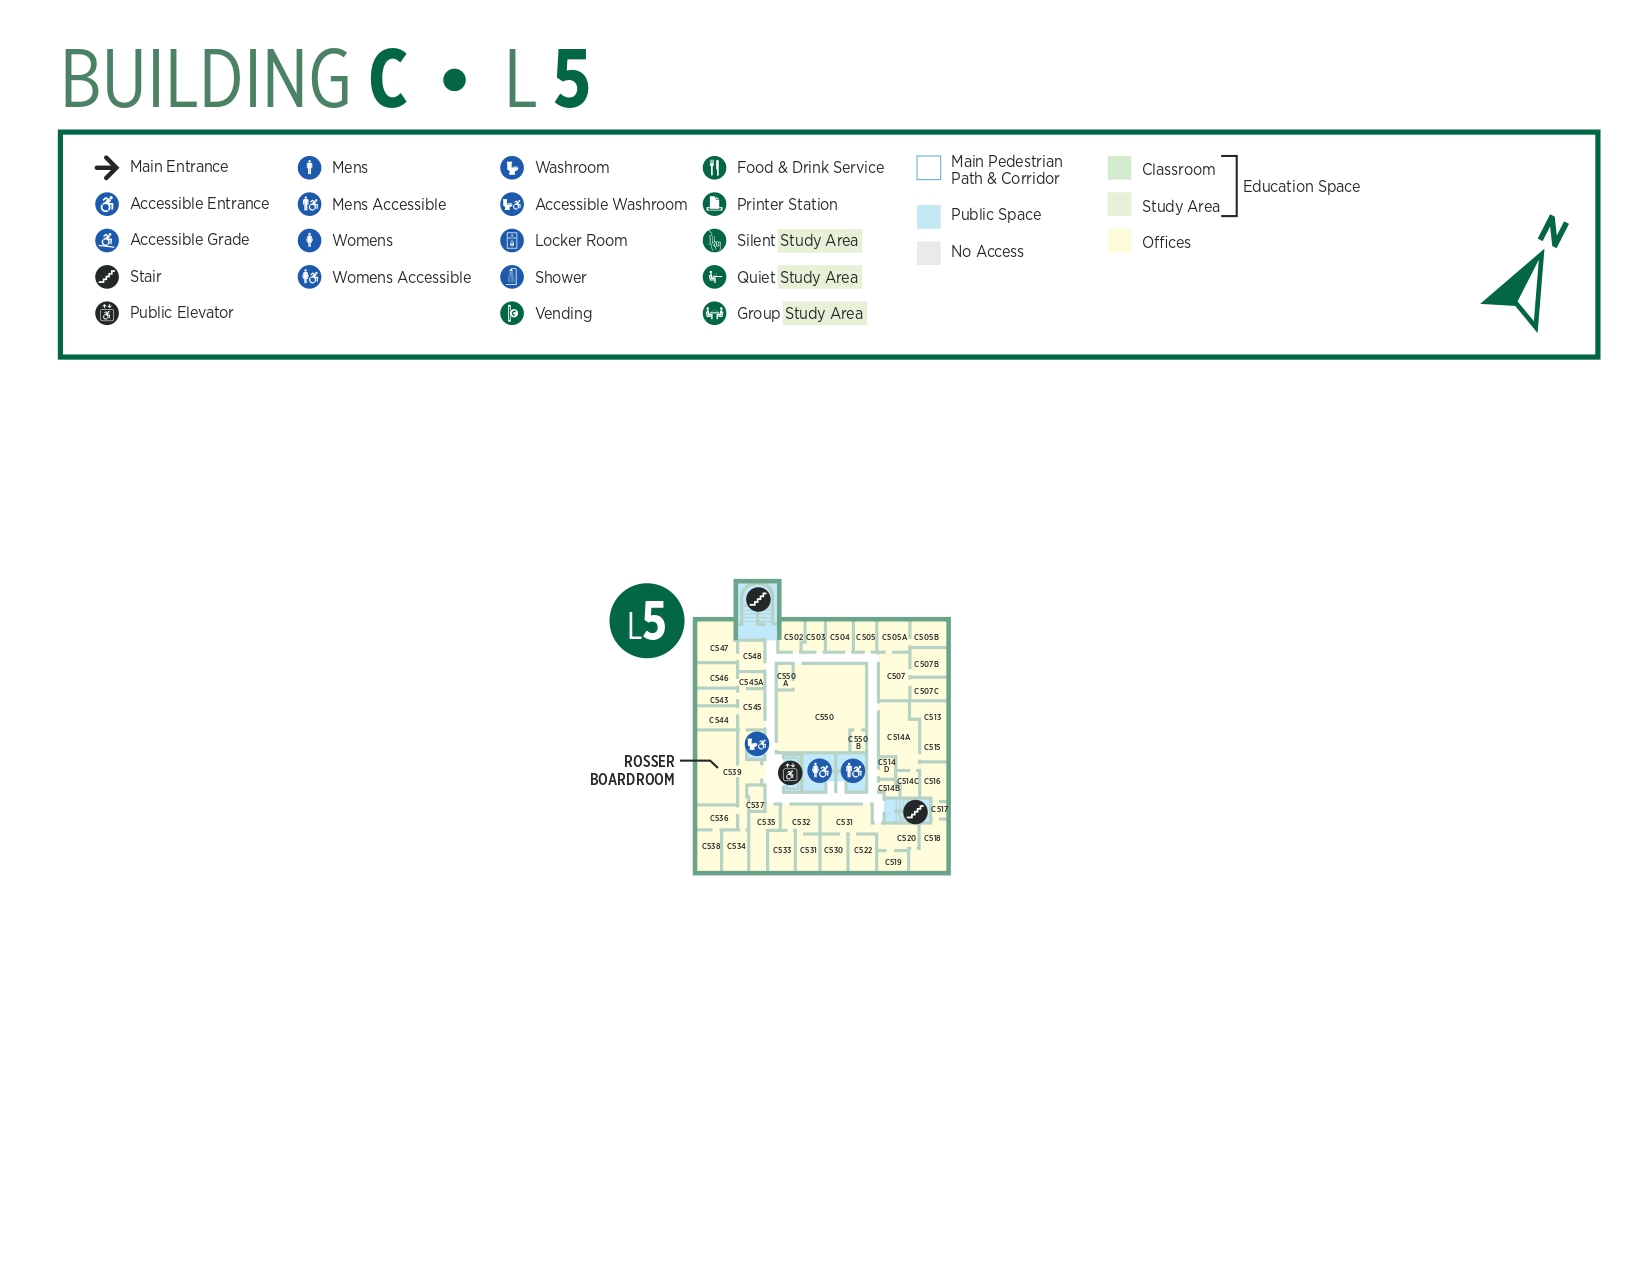 BUILDING C • L 5
Main Entrance
Accessible Entrance
Accessible Grade
Stair
Public Elevator
Mens
Mens Accessible
Womens
Womens Accessible
Washroom
Accessible Washroom
Locker Room
Shower
Vending
Food & Drink Service
Printer Station
Silent Study Area
Quiet Study Area
Group Study Area
Main Pedestrian
Path & Corridor
Public Space
No Access
Classroom
Study Area
Education Space
Offices
N
L5
C502 C503 C504 C505 C505A C505B
C547
C548
C507B
C546
C545A
C550
A
C507
C507C
C543
C545
C544
C550
C513
C514A
C550
B
C515
ROSSER
BOARDROOM
C539
C514
D
C514C
C516
C514B
C537
C517
C536
C535
C532
C531
C520
C518
C538
C534
C533
C531
C530
C522
C519